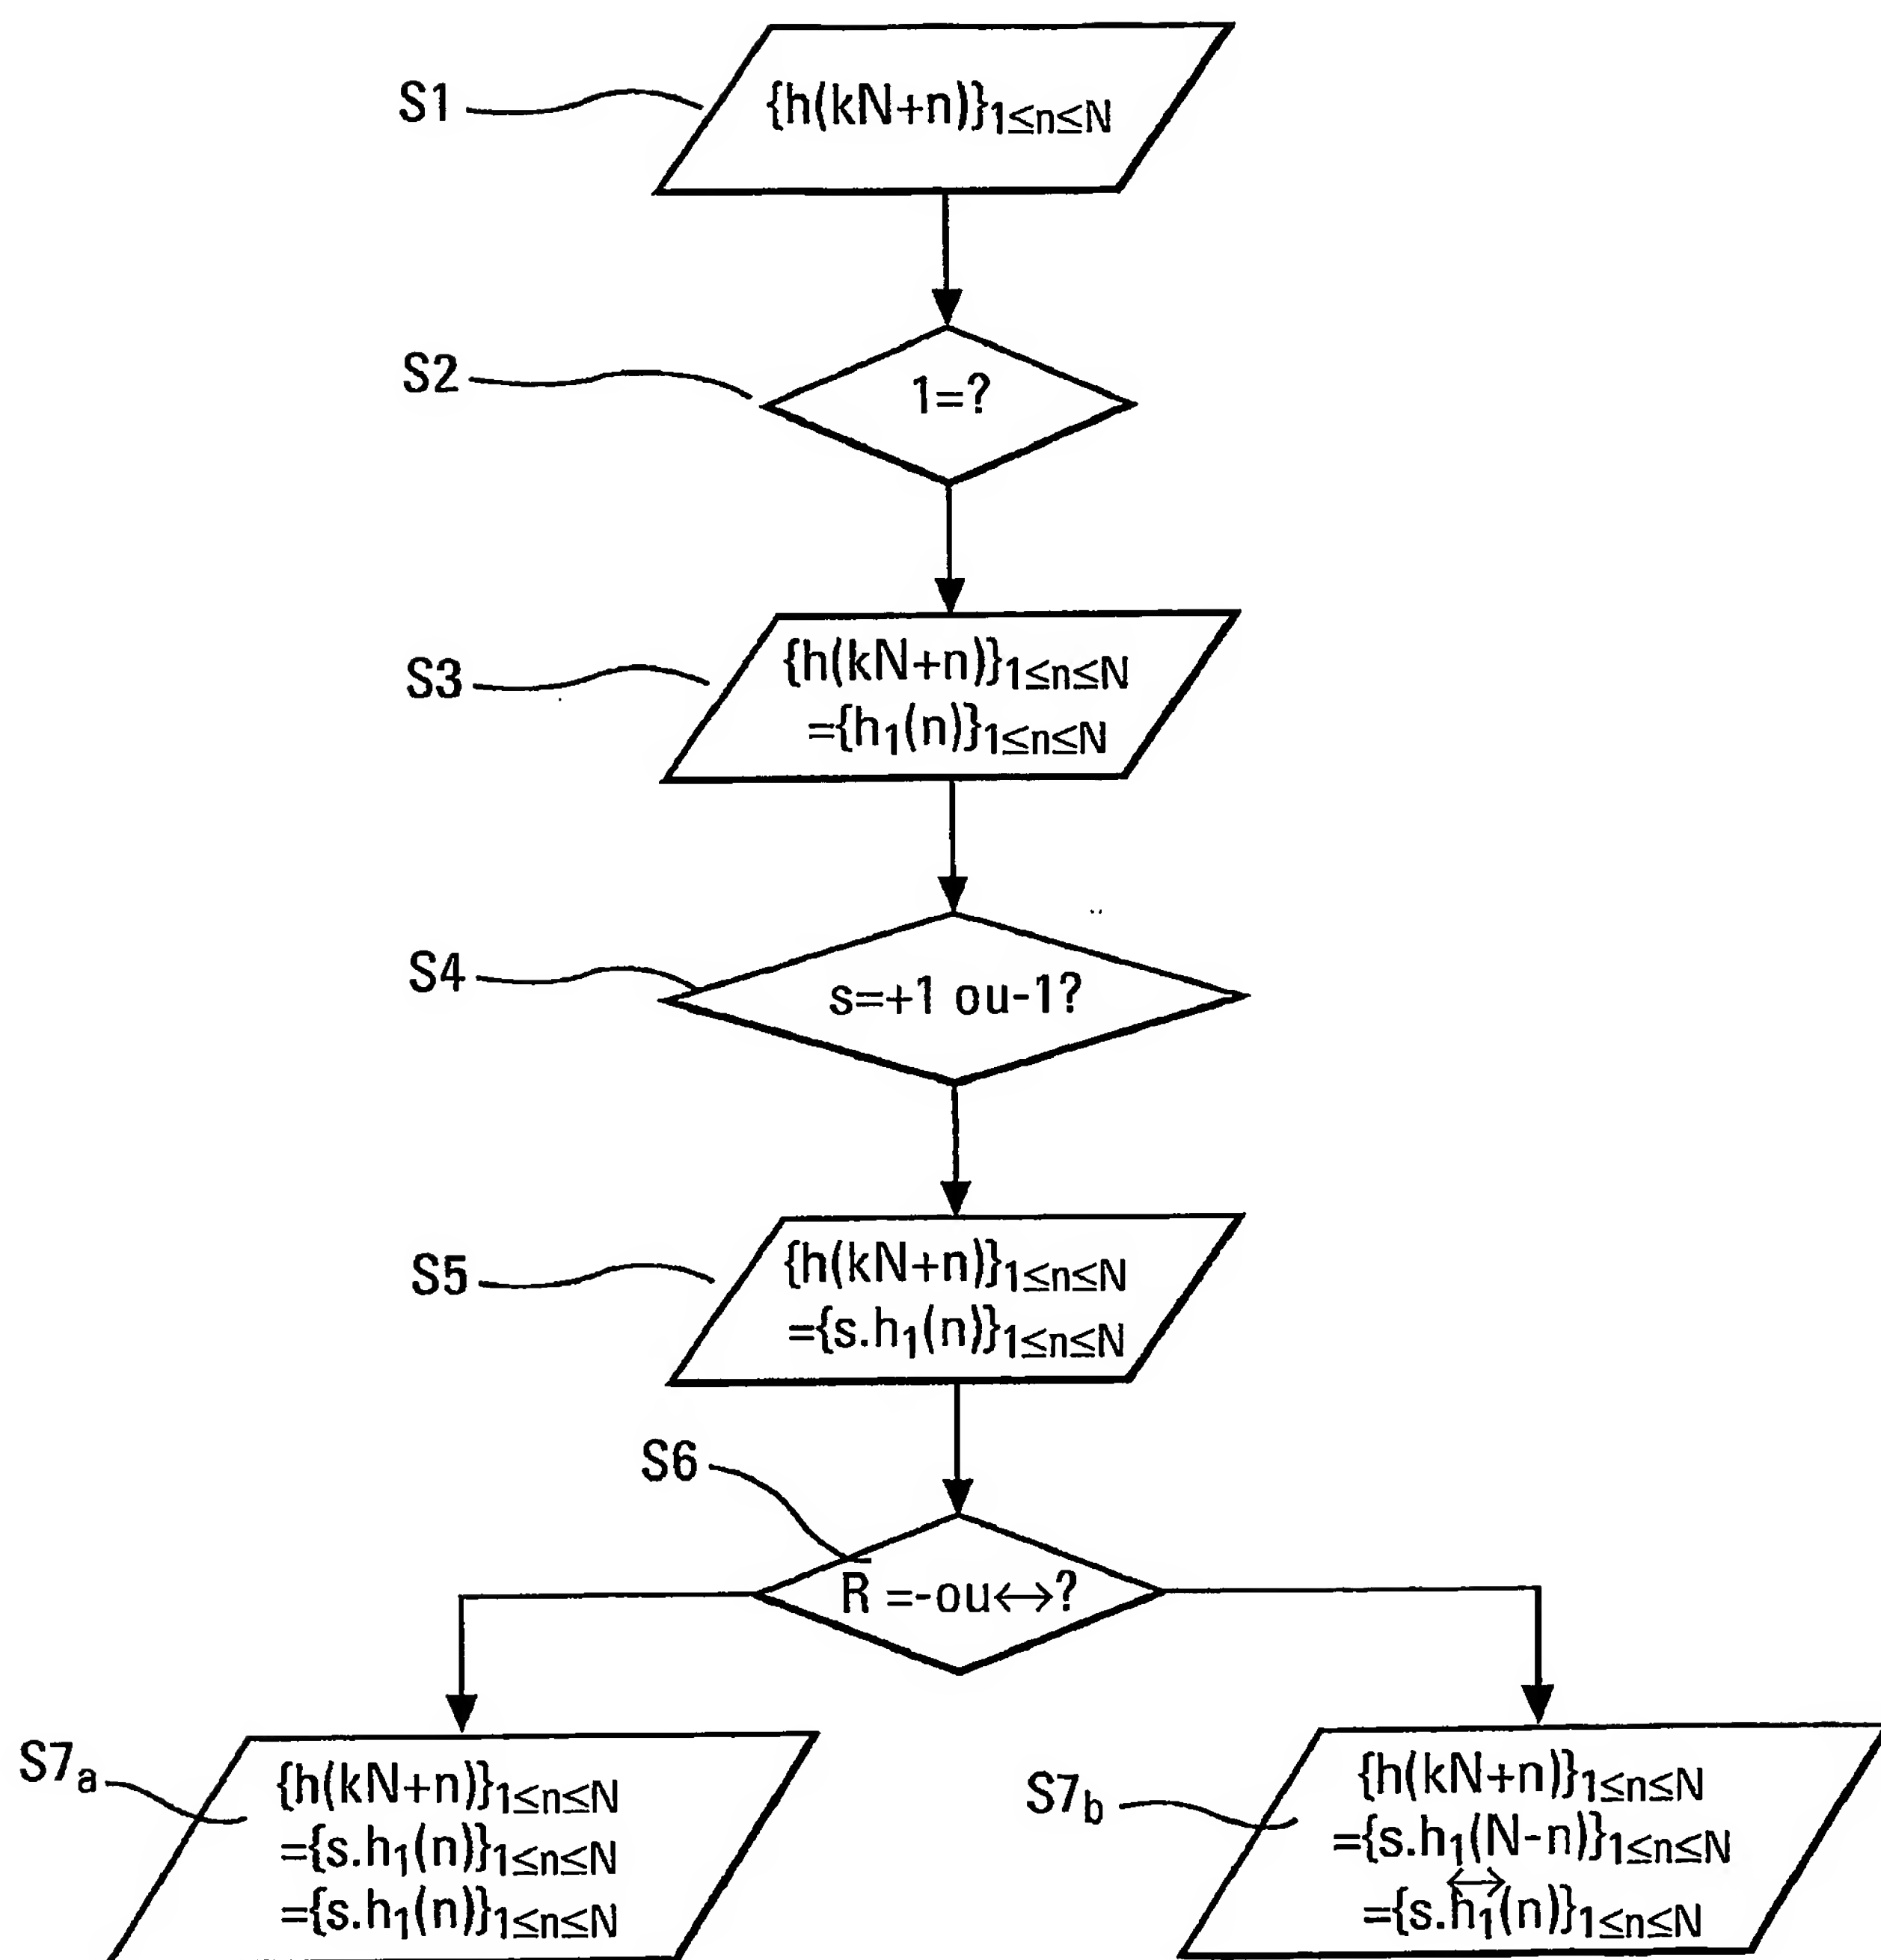 S1
{h(kN+n)}1≤n≤N
S2
1=?
S3
{h(kN+n)}1≤n≤N
={h1(n)}1≤n≤N
S4
s=+1 ou-1?
S5
{h(kN+n)}1≤n≤N
={s.h1(n)}1≤n≤N
S6
R̅ =-ou↔?
S7a
{h(kN+n)}1≤n≤N
={s.h1(n)}1≤n≤N
={s.h1(n)}1≤n≤N
S7b
{h(kN+n)}1≤n≤N
={s.h1(N-n)}1≤n≤N
↔
={s.h1(n)}1≤n≤N